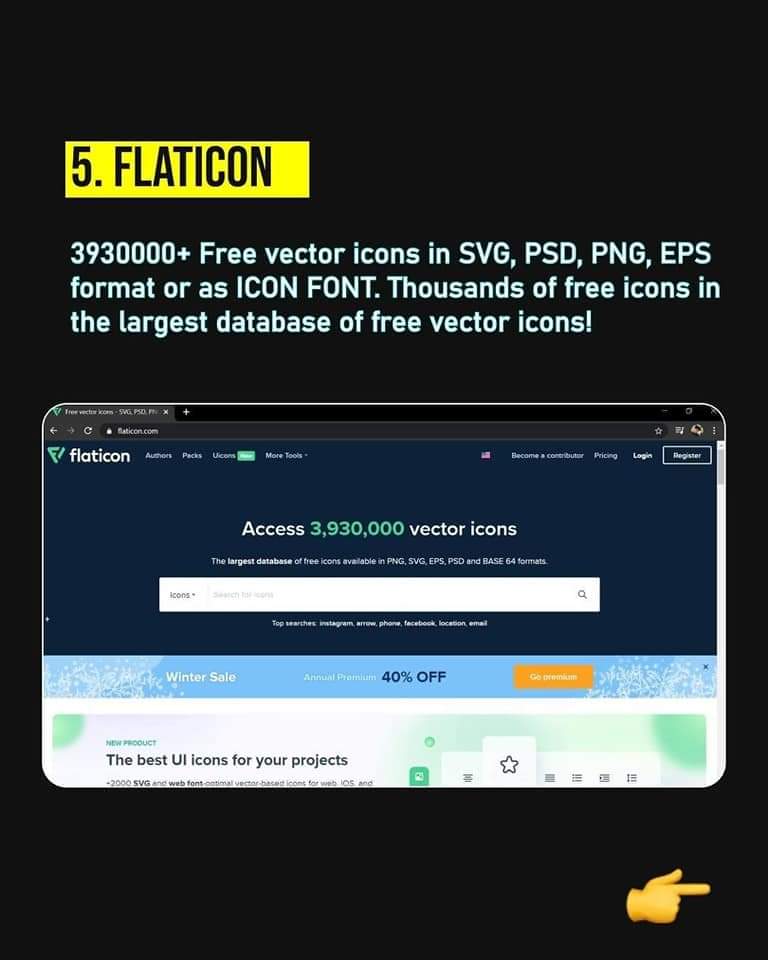 5. FLATICON
3930000+ Free vector icons in SVG, PSD, PNG, EPS
format or as ICON FONT. Thousands of free icons in
the largest database of free vector icons!
Free vector icons - SVG, PSD, PN
flaticon.com
flaticon Authors Packs Uicons New More Tools Become a contributor Pricing Login Register
Access 3,930,000 vector icons
The largest database of free icons available in PNG, SVG, EPS, PSD and BASE 64 formats.
Icons Search for icons
Top searches: instagram, arrow, phone, facebook, location, email
Winter Sale Annual Premium 40% OFF Go premium
NEW PRODUCT
The best UI icons for your projects
+2000 SVG and web font-optimal vector-based icons for web, iOS, and